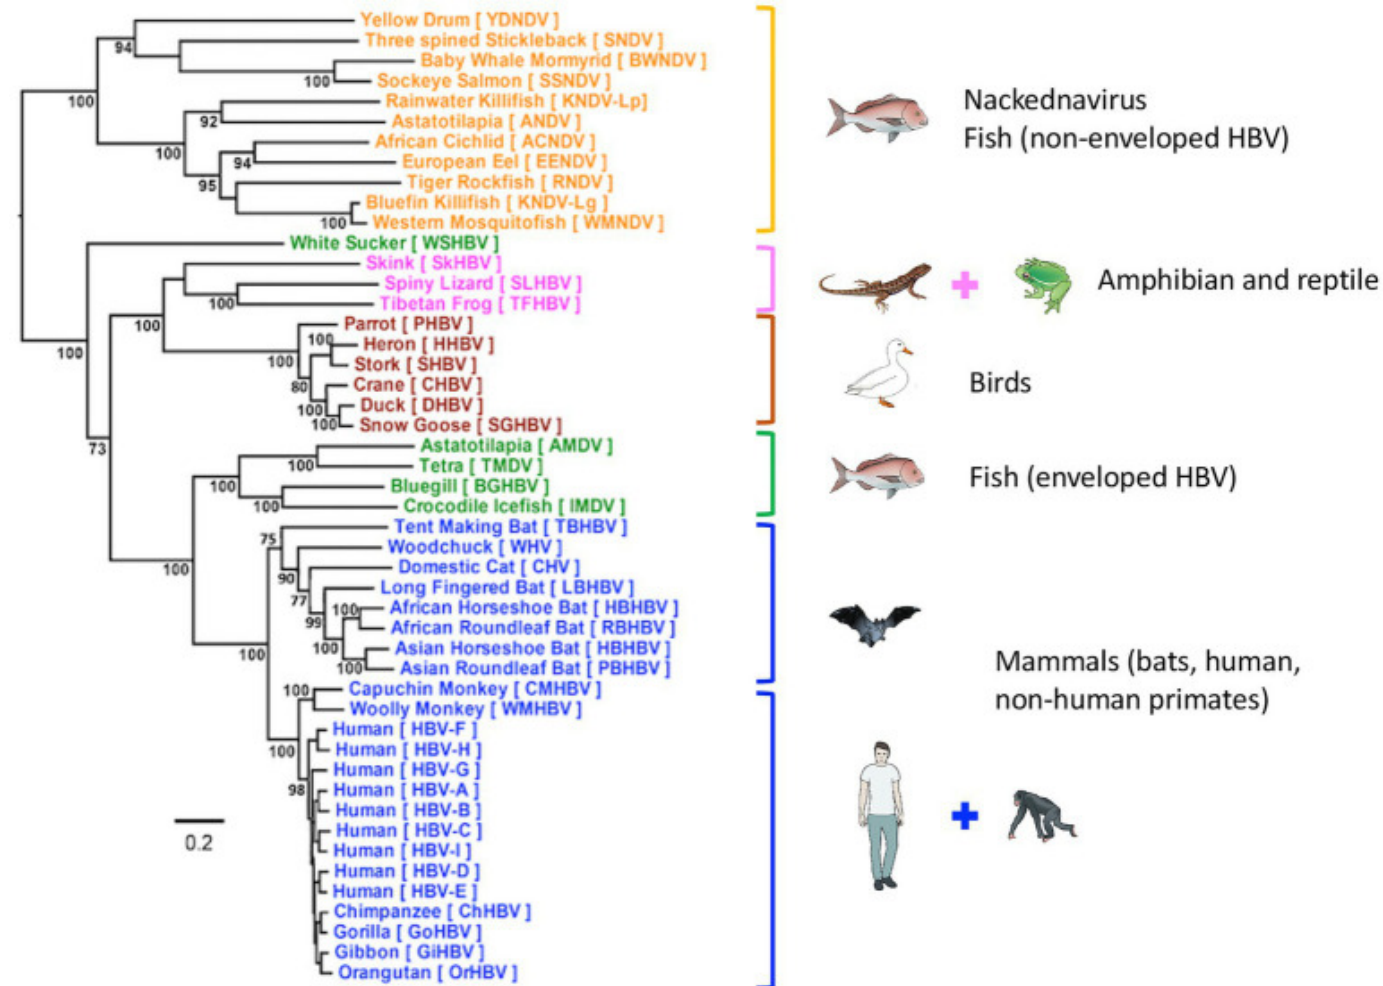 Yellow Drum [ YDNDV ]
Three spined Stickleback [ SNDV ]
Baby Whale Mormyrid [ BWNDV ]
Sockeye Salmon [ SSNDV ]
Rainwater Killifish [ KNDV-Lp]
Astatotilapia [ ANDV ]
African Cichlid [ ACNDV ]
European Eel [ EENDV ]
Tiger Rockfish [ RNDV ]
Bluefin Killifish [ KNDV-Lg ]
Western Mosquitofish [ WMNDV ]
White Sucker [ WSHBV ]
Skink [ SkHBV ]
Spiny Lizard [ SLHBV ]
Tibetan Frog [ TFHBV ]
Parrot [ PHBV ]
Heron [ HHBV ]
Stork [ SHBV ]
Crane [ CHBV ]
Duck [ DHBV ]
Snow Goose [ SGHBV ]
Astatotilapia [ AMDV ]
Tetra [ TMDV ]
Bluegill [ BGHBV ]
Crocodile Icefish [ IMDV ]
Tent Making Bat [ TBHBV ]
Woodchuck [ WHV ]
Domestic Cat [ CHV ]
Long Fingered Bat [ LBHBV ]
African Horseshoe Bat [ HBHBV ]
African Roundleaf Bat [ RBHBV ]
Asian Horseshoe Bat [ HBHBV ]
Asian Roundleaf Bat [ PBHBV ]
Capuchin Monkey [ CMHBV ]
Woolly Monkey [ WMHBV ]
Human [ HBV-F ]
Human [ HBV-H ]
Human [ HBV-G ]
Human [ HBV-A ]
Human [ HBV-B ]
Human [ HBV-C ]
Human [ HBV-I ]
Human [ HBV-D ]
Human [ HBV-E ]
Chimpanzee [ ChHBV ]
Gorilla [ GoHBV ]
Gibbon [ GiHBV ]
Orangutan [ OrHBV ]
94
100
100
92
100
94
95
100
100
100
100
100
100
80
100
100
73
100
100
100
75
100
90
77
99
100
100
100
100
100
100
98
0.2
Nackednavirus
Fish (non-enveloped HBV)
Amphibian and reptile
Birds
Fish (enveloped HBV)
Mammals (bats, human,
non-human primates)